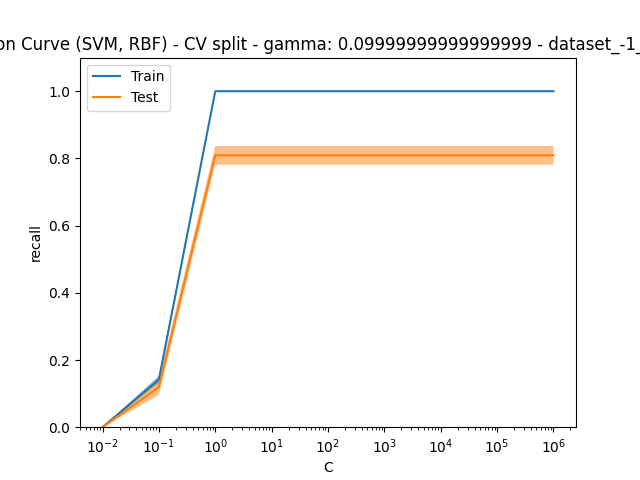 on Curve (SVM, RBF) - CV split - gamma: 0.09999999999999999 - dataset_-1_
Train
Test
1.0
0.8
0.6
0.4
0.2
0.0
recall
10⁻² 10⁻¹ 10⁰ 10¹ 10² 10³ 10⁴ 10⁵ 10⁶
C